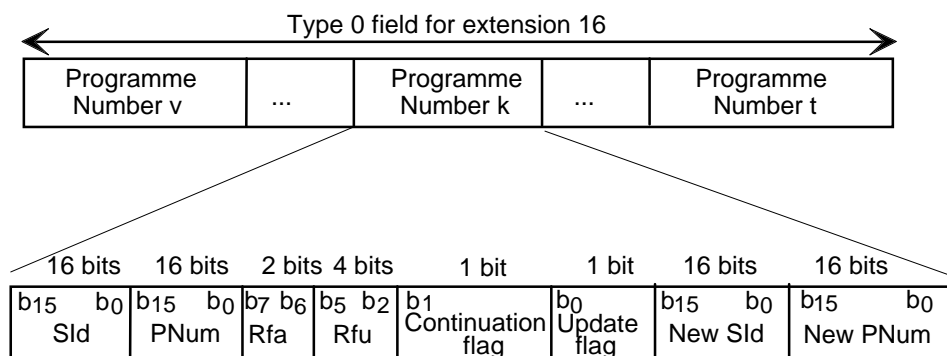 Type 0 field for extension 16
Programme Number v
...
Programme Number k
...
Programme Number t
16 bits 16 bits 2 bits 4 bits 1 bit 1 bit 16 bits 16 bits
b15 b0 b15 b0 b7 b6 b5 b2 b1 b0 b15 b0 b15 b0
SId PNum Rfa Rfu Continuation flag Update flag New SId New PNum